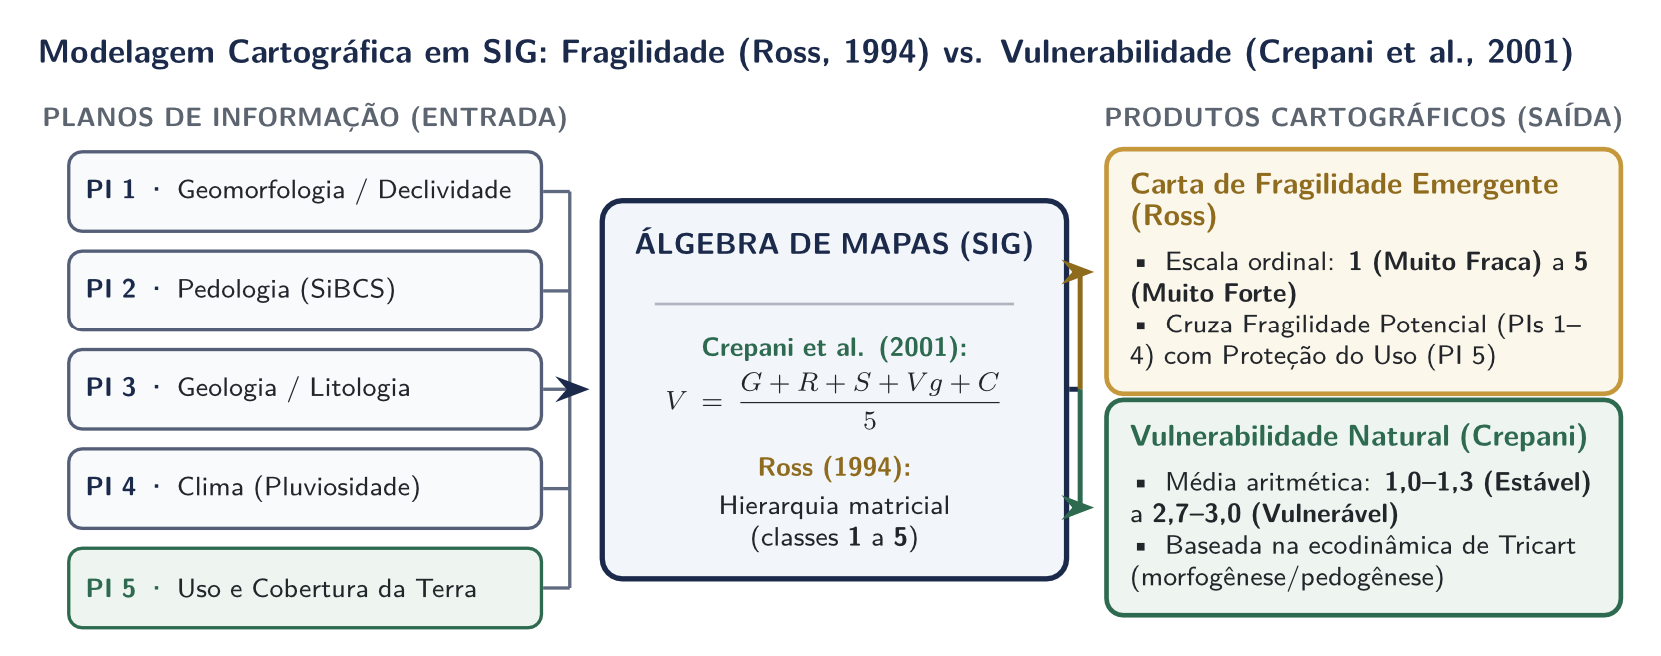 Modelagem Cartográfica em SIG: Fragilidade (Ross, 1994) vs. Vulnerabilidade (Crepani et al., 2001)
PLANOS DE INFORMAÇÃO (ENTRADA)
PI 1 · Geomorfologia / Declividade
PI 2 · Pedologia (SiBCS)
PI 3 · Geologia / Litologia
PI 4 · Clima (Pluviosidade)
PI 5 · Uso e Cobertura da Terra
ÁLGEBRA DE MAPAS (SIG)
Crepani et al. (2001):
V = (G + R + S + Vg + C) / 5
Ross (1994):
Hierarquia matricial
(classes 1 a 5)
PRODUTOS CARTOGRÁFICOS (SAÍDA)
Carta de Fragilidade Emergente
(Ross)
▪ Escala ordinal: 1 (Muito Fraca) a 5
(Muito Forte)
▪ Cruza Fragilidade Potencial (PIs 1–
4) com Proteção do Uso (PI 5)
Vulnerabilidade Natural (Crepani)
▪ Média aritmética: 1,0–1,3 (Estável)
a 2,7–3,0 (Vulnerável)
▪ Baseada na ecodinâmica de Tricart
(morfogênese/pedogênese)